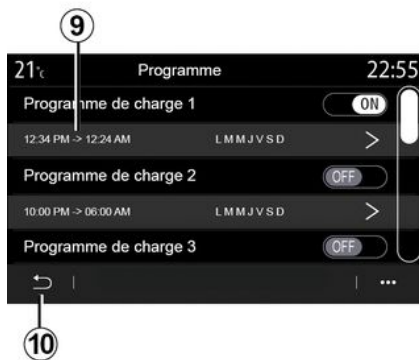 9
21°c Programme 22:55
Programme de charge 1 ON
12:34 PM -> 12:24 AM LMMJVSD >
Programme de charge 2 OFF
10:00 PM -> 06:00 AM LMMJVSD >
Programme de charge 3 OFF
10